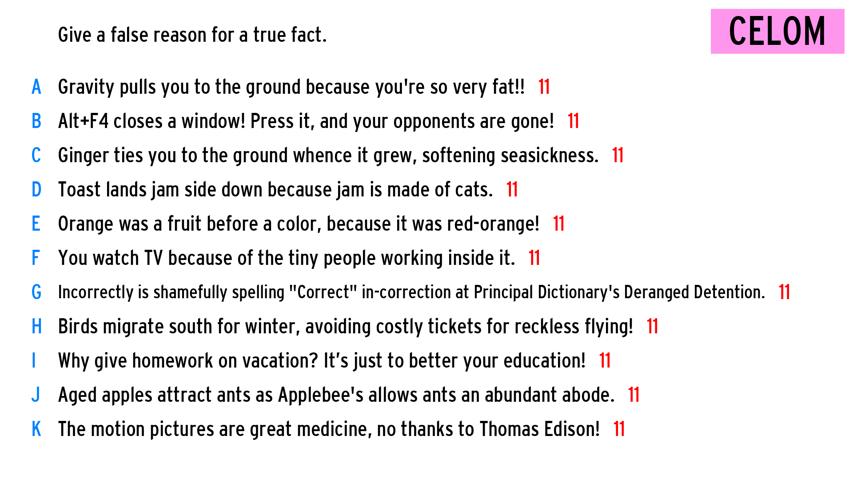 Give a false reason for a true fact.
CELOM
A Gravity pulls you to the ground because you're so very fat!! 11
B Alt+F4 closes a window! Press it, and your opponents are gone! 11
C Ginger ties you to the ground whence it grew, softening seasickness. 11
D Toast lands jam side down because jam is made of cats. 11
E Orange was a fruit before a color, because it was red-orange! 11
F You watch TV because of the tiny people working inside it. 11
G Incorrectly is shamefully spelling "Correct" in-correction at Principal Dictionary's Deranged Detention. 11
H Birds migrate south for winter, avoiding costly tickets for reckless flying! 11
I Why give homework on vacation? It’s just to better your education! 11
J Aged apples attract ants as Applebee's allows ants an abundant abode. 11
K The motion pictures are great medicine, no thanks to Thomas Edison! 11